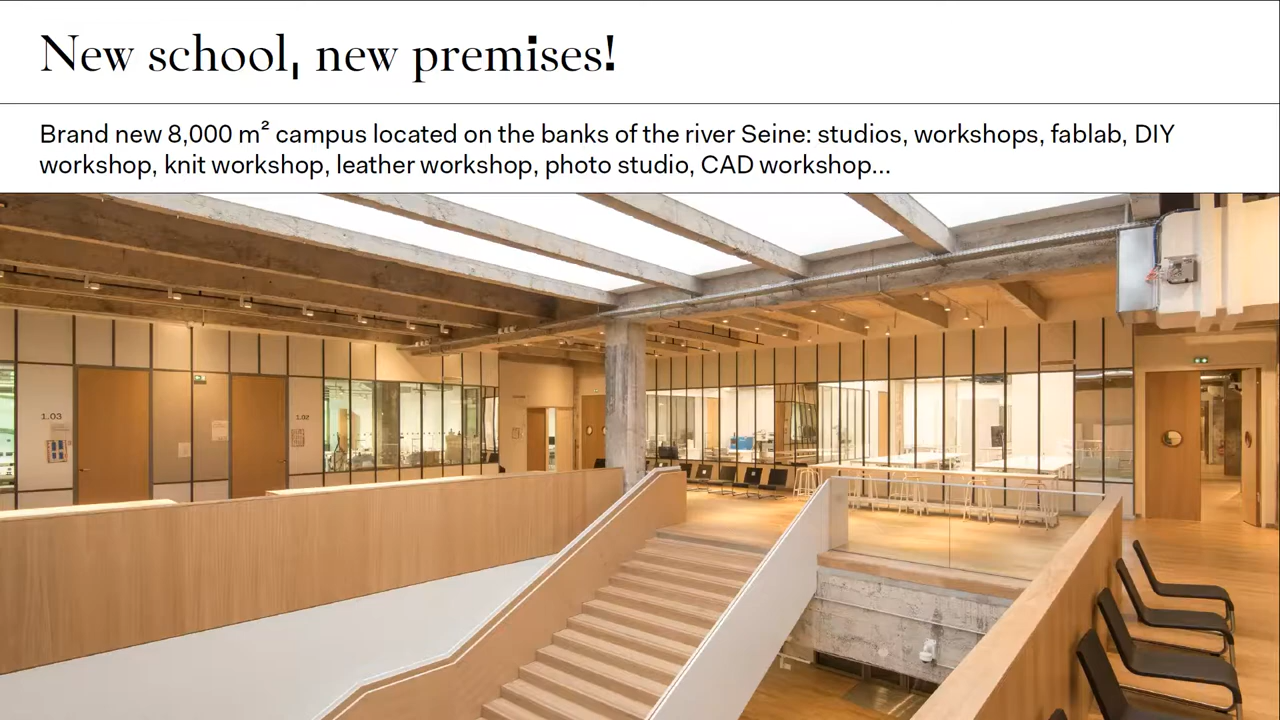 New school, new premises!
Brand new 8,000 m² campus located on the banks of the river Seine: studios, workshops, fablab, DIY
workshop, knit workshop, leather workshop, photo studio, CAD workshop...
1.03
1.02